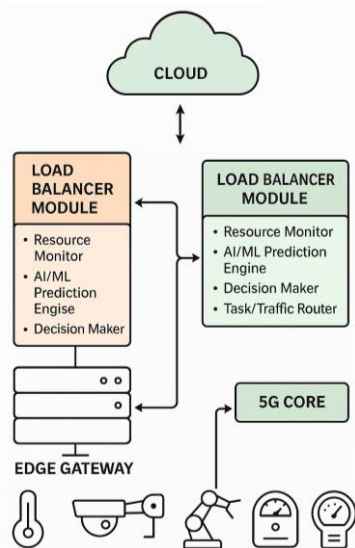 CLOUD
LOAD
BALANCER
MODULE
• Resource
Monitor
• AI/ML
Prediction
Engise
• Decision Maker
LOAD BALANCER
MODULE
• Resource Monitor
• AI/ML Prediction
Engine
• Decision Maker
• Task/Traffic Router
5G CORE
EDGE GATEWAY